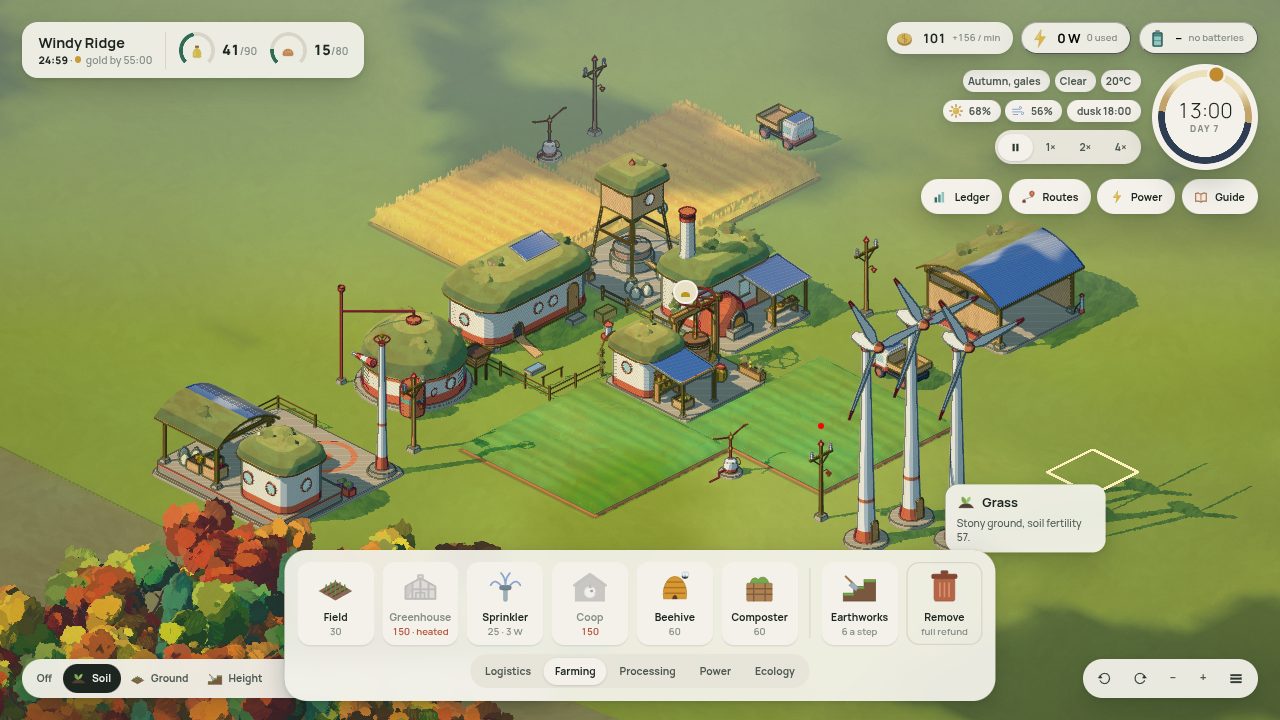 Windy Ridge
24:59 · gold by 55:00
41/90
15/80
101 +156 / min
0 W 0 used
– no batteries
Autumn, gales
Clear
20°C
68%
56%
dusk 18:00
13:00
DAY 7
1×
2×
4×
Ledger
Routes
Power
Guide
Grass
Stony ground, soil fertility
57.
Field
30
Greenhouse
150 · heated
Sprinkler
25 · 3 W
Coop
150
Beehive
60
Composter
60
Earthworks
6 a step
Remove
full refund
Logistics
Farming
Processing
Power
Ecology
Off
Soil
Ground
Height
− +